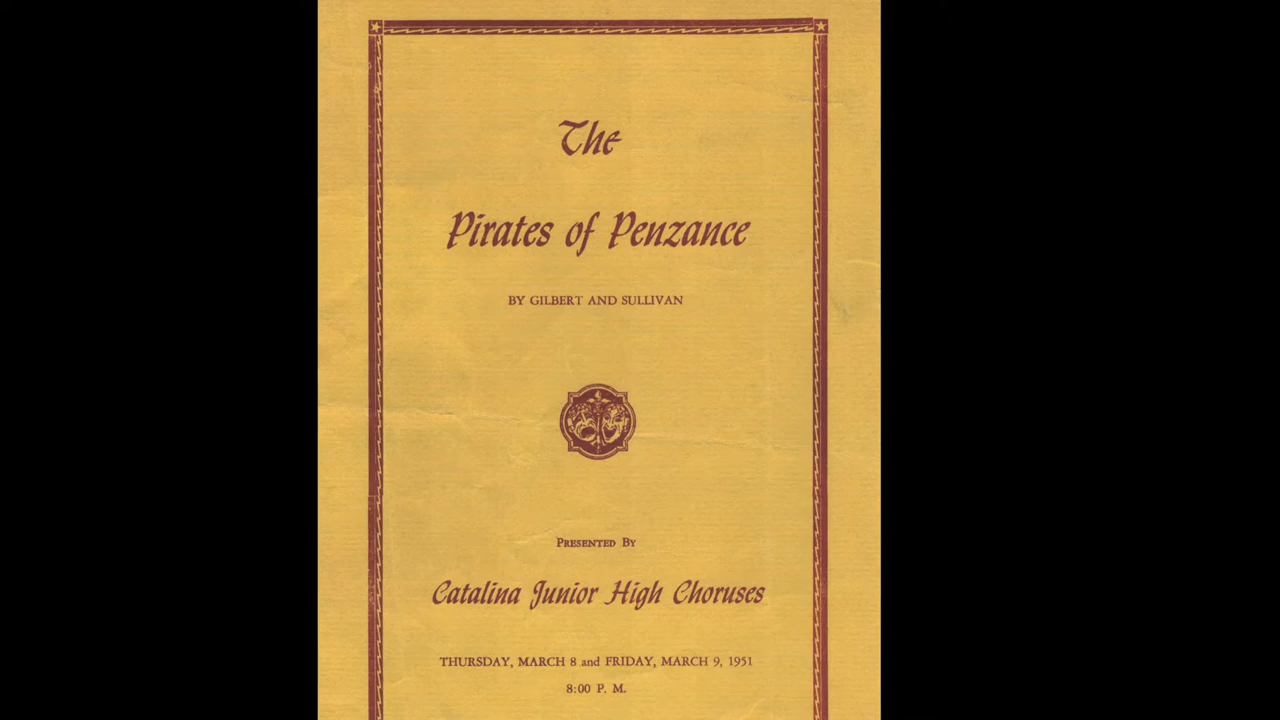 The
Pirates of Penzance
BY GILBERT AND SULLIVAN
PRESENTED BY
Catalina Junior High Choruses
THURSDAY, MARCH 8 and FRIDAY, MARCH 9, 1951
8:00 P. M.